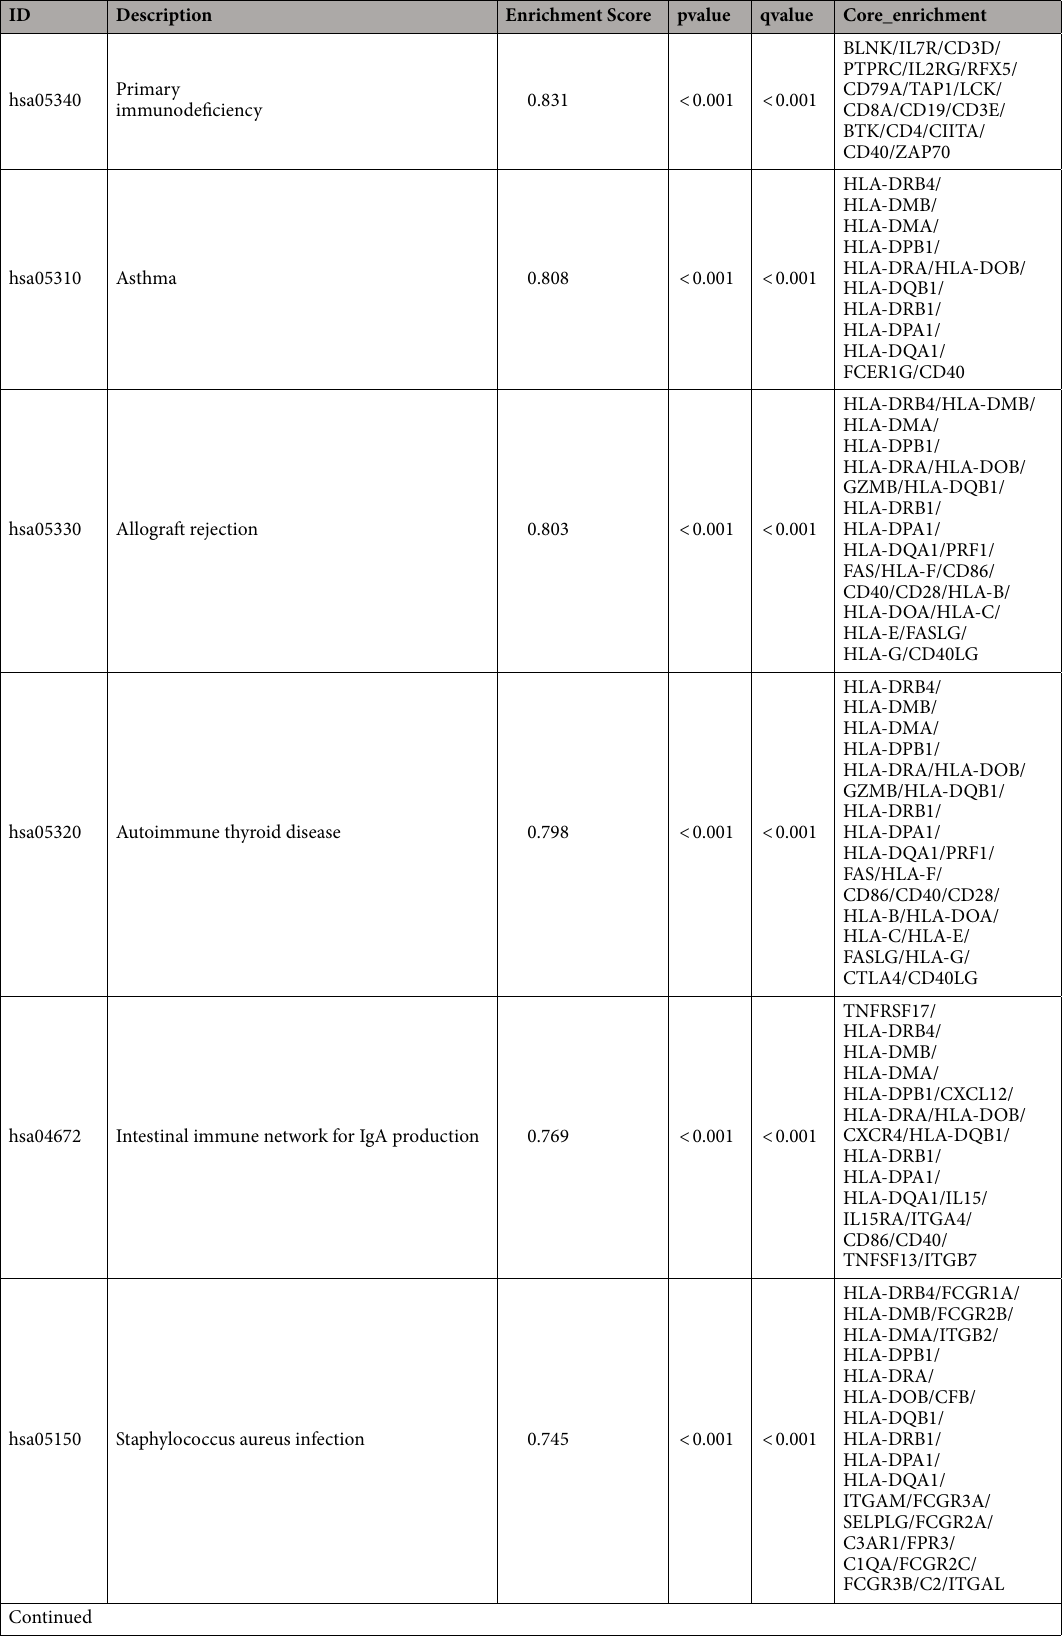 ID Description Enrichment Score pvalue qvalue Core_enrichment
hsa05340 Primary immunodeficiency 0.831 <0.001 <0.001 BLNK/IL7R/CD3D/
PTPRC/IL2RG/RFX5/
CD79A/TAP1/LCK/
CD8A/CD19/CD3E/
BTK/CD4/CIITA/
CD40/ZAP70
hsa05310 Asthma 0.808 <0.001 <0.001 HLA-DRB4/
HLA-DMB/
HLA-DMA/
HLA-DPB1/
HLA-DRA/HLA-DOB/
HLA-DQB1/
HLA-DRB1/
HLA-DPA1/
HLA-DQA1/
FCER1G/CD40
hsa05330 Allograft rejection 0.803 <0.001 <0.001 HLA-DRB4/HLA-DMB/
HLA-DMA/
HLA-DPB1/
HLA-DRA/HLA-DOB/
GZMB/HLA-DQB1/
HLA-DRB1/
HLA-DPA1/
HLA-DQA1/PRF1/
FAS/HLA-F/CD86/
CD40/CD28/HLA-B/
HLA-DOA/HLA-C/
HLA-E/FASLG/
HLA-G/CD40LG
hsa05320 Autoimmune thyroid disease 0.798 <0.001 <0.001 HLA-DRB4/
HLA-DMB/
HLA-DMA/
HLA-DPB1/
HLA-DRA/HLA-DOB/
GZMB/HLA-DQB1/
HLA-DRB1/
HLA-DPA1/
HLA-DQA1/PRF1/
FAS/HLA-F/
CD86/CD40/CD28/
HLA-B/HLA-DOA/
HLA-C/HLA-E/
FASLG/HLA-G/
CTLA4/CD40LG
hsa04672 Intestinal immune network for IgA production 0.769 <0.001 <0.001 TNFRSF17/
HLA-DRB4/
HLA-DMB/
HLA-DMA/
HLA-DPB1/CXCL12/
HLA-DRA/HLA-DOB/
CXCR4/HLA-DQB1/
HLA-DRB1/
HLA-DPA1/
HLA-DQA1/IL15/
IL15RA/ITGA4/
CD86/CD40/
TNFSF13/ITGB7
hsa05150 Staphylococcus aureus infection 0.745 <0.001 <0.001 HLA-DRB4/FCGR1A/
HLA-DMB/FCGR2B/
HLA-DMA/ITGB2/
HLA-DPB1/
HLA-DRA/
HLA-DOB/CFB/
HLA-DQB1/
HLA-DRB1/
HLA-DPA1/
HLA-DQA1/
ITGAM/FCGR3A/
SELPLG/FCGR2A/
C3AR1/FPR3/
C1QA/FCGR2C/
FCGR3B/C2/ITGAL
Continued